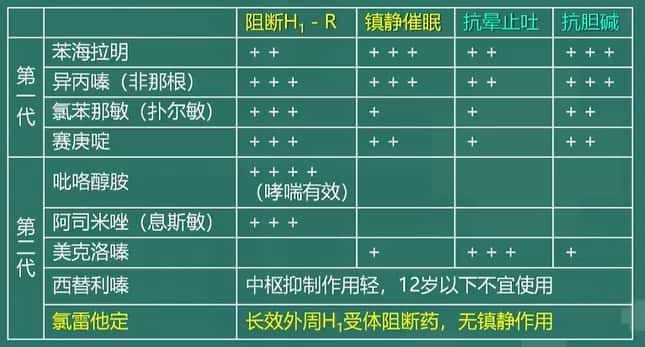 阻断H₁-R 镇静催眠 抗晕止吐 抗胆碱
第一代
苯海拉明 ++ +++ ++ +++
异丙嗪（非那根） +++ +++ ++ +++
氯苯那敏（扑尔敏） +++ + + ++
赛庚啶 +++ ++ + ++
第二代
吡咯醇胺 ++++
（哮喘有效）
阿司米唑（息斯敏） +++
美克洛嗪 + +++ +
西替利嗪 中枢抑制作用轻，12岁以下不宜使用
氯雷他定 长效外周H₁受体阻断药，无镇静作用